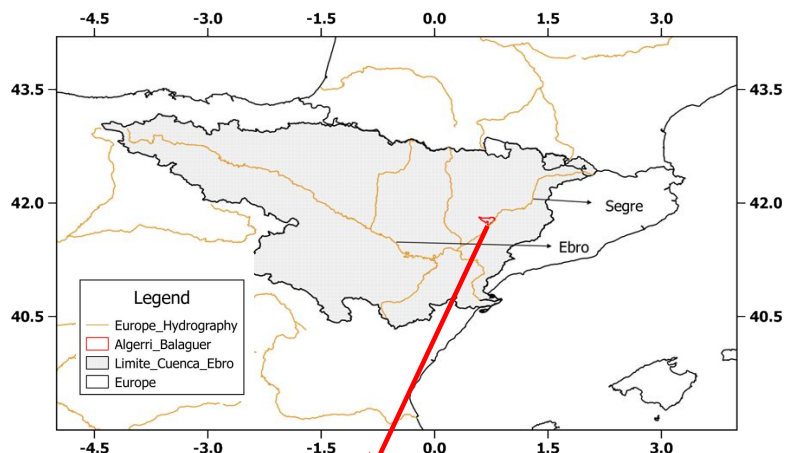 -4.5 -3.0 -1.5 0.0 1.5 3.0
43.5 43.5
42.0 42.0
Segre
Ebro
Legend
Europe_Hydrography
Algerri_Balaguer
Limite_Cuenca_Ebro
Europe
40.5 40.5
-4.5 -3.0 -1.5 0.0 1.5 3.0